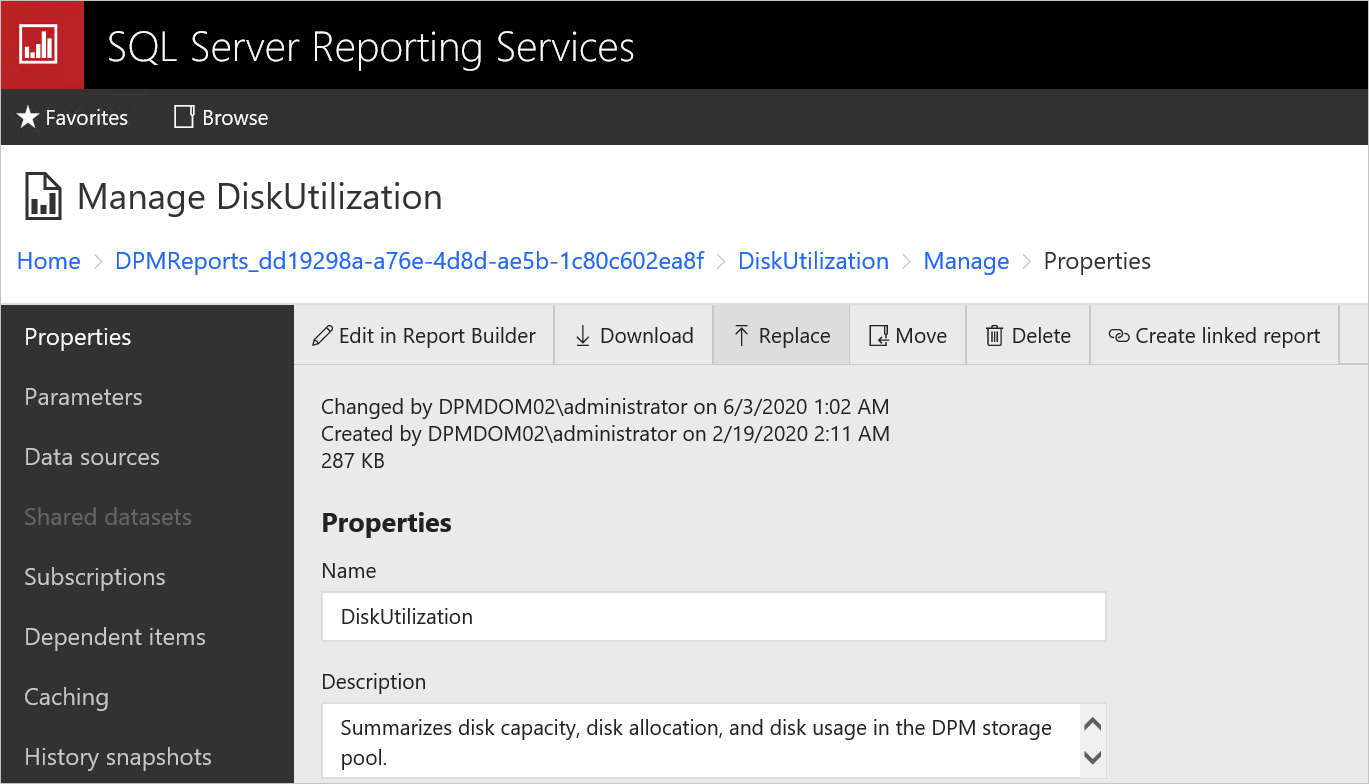 SQL Server Reporting Services
Favorites Browse
Manage DiskUtilization
Home > DPMReports_dd19298a-a76e-4d8d-ae5b-1c80c602ea8f > DiskUtilization > Manage > Properties
Properties
Parameters
Data sources
Shared datasets
Subscriptions
Dependent items
Caching
History snapshots
Edit in Report Builder Download Replace Move Delete Create linked report
Changed by DPMDOM02\administrator on 6/3/2020 1:02 AM
Created by DPMDOM02\administrator on 2/19/2020 2:11 AM
287 KB
Properties
Name
DiskUtilization
Description
Summarizes disk capacity, disk allocation, and disk usage in the DPM storage
pool.